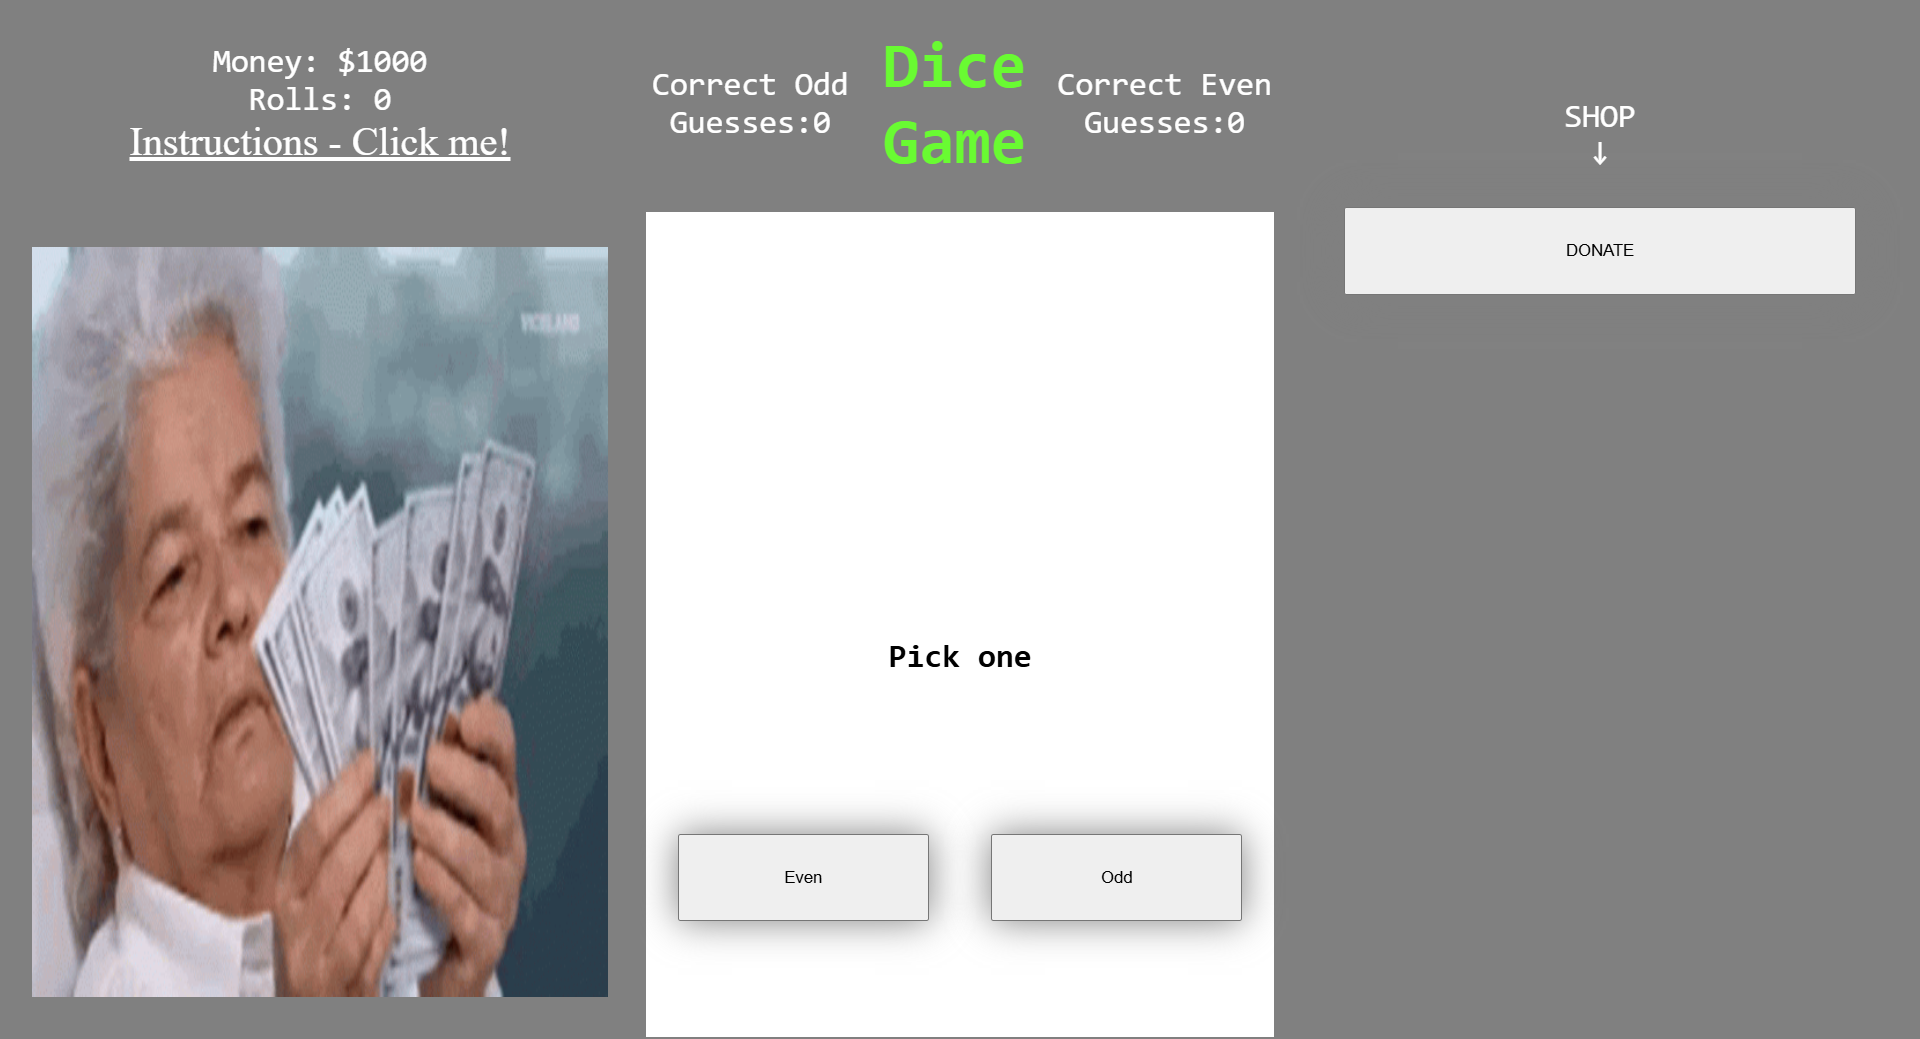 Money: $1000
Rolls: 0
Instructions - Click me!
Correct Odd
Guesses:0
Dice
Game
Correct Even
Guesses:0
SHOP
↓
DONATE
VICELAND
Pick one
Even
Odd